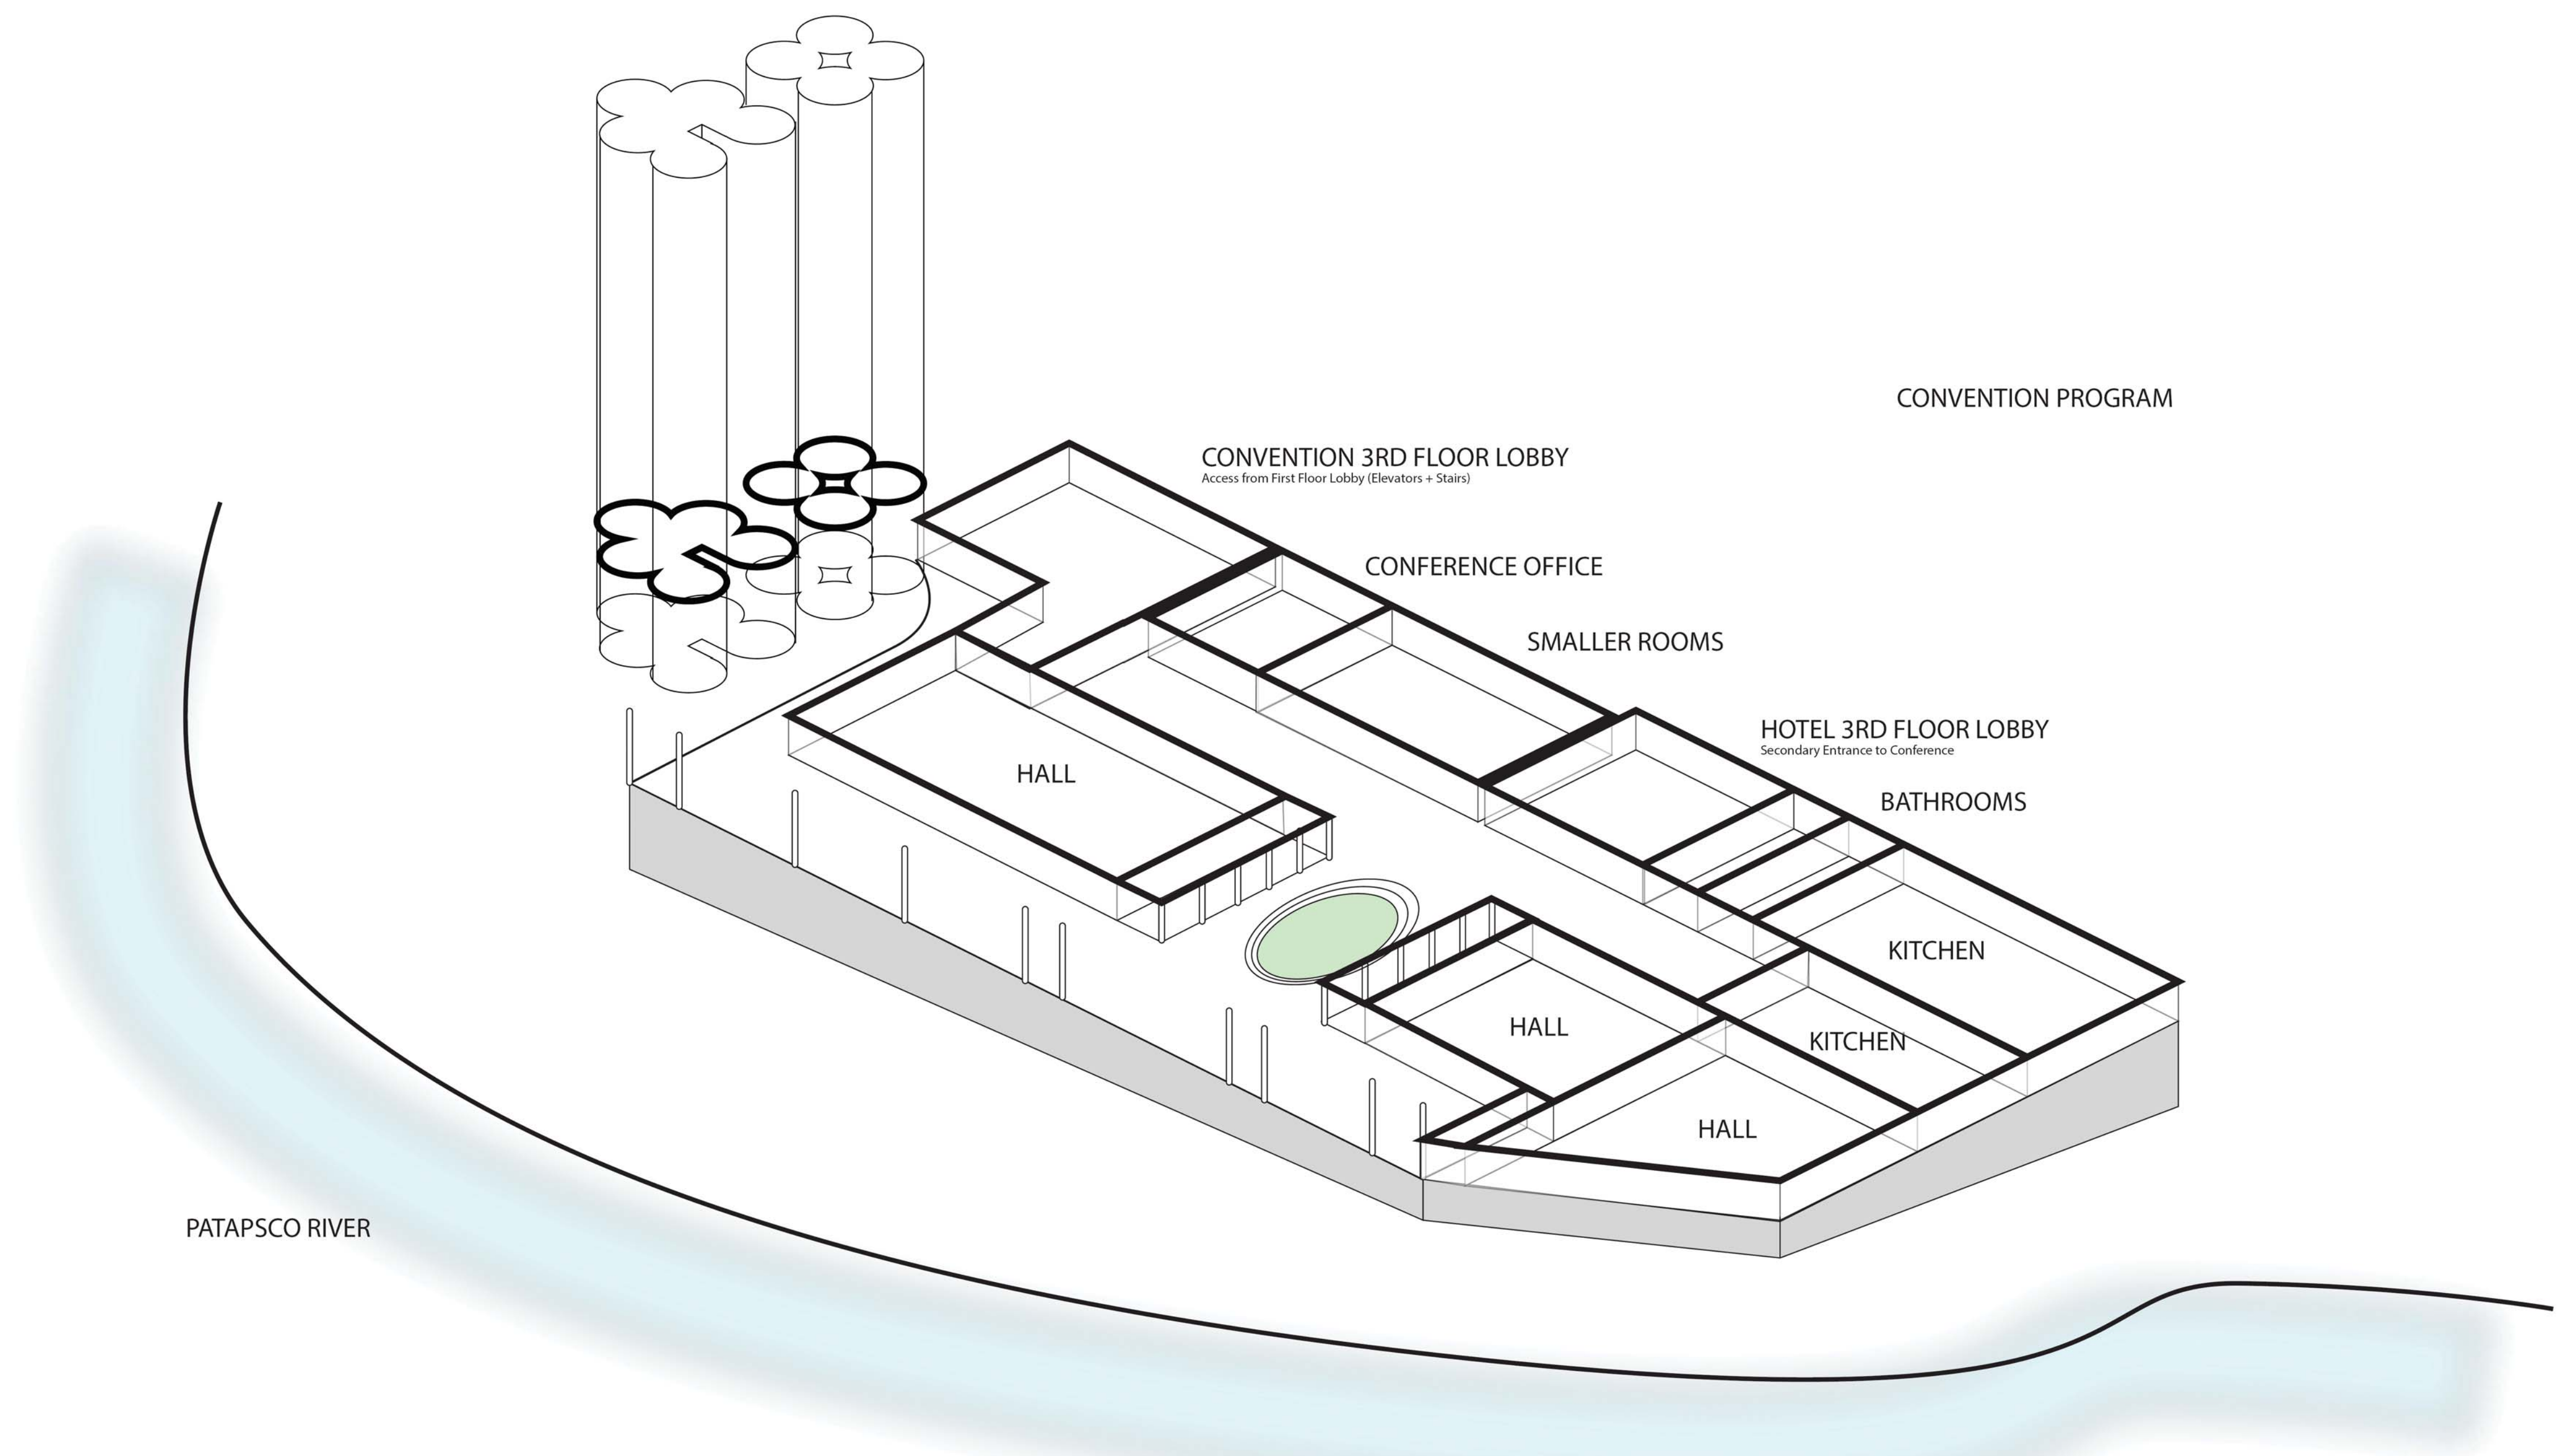 CONVENTION PROGRAM
CONVENTION 3RD FLOOR LOBBY
Access from First Floor Lobby (Elevators + Stairs)
CONFERENCE OFFICE
SMALLER ROOMS
HOTEL 3RD FLOOR LOBBY
Secondary Entrance to Conference
HALL
BATHROOMS
KITCHEN
HALL
KITCHEN
HALL
PATAPSCO RIVER